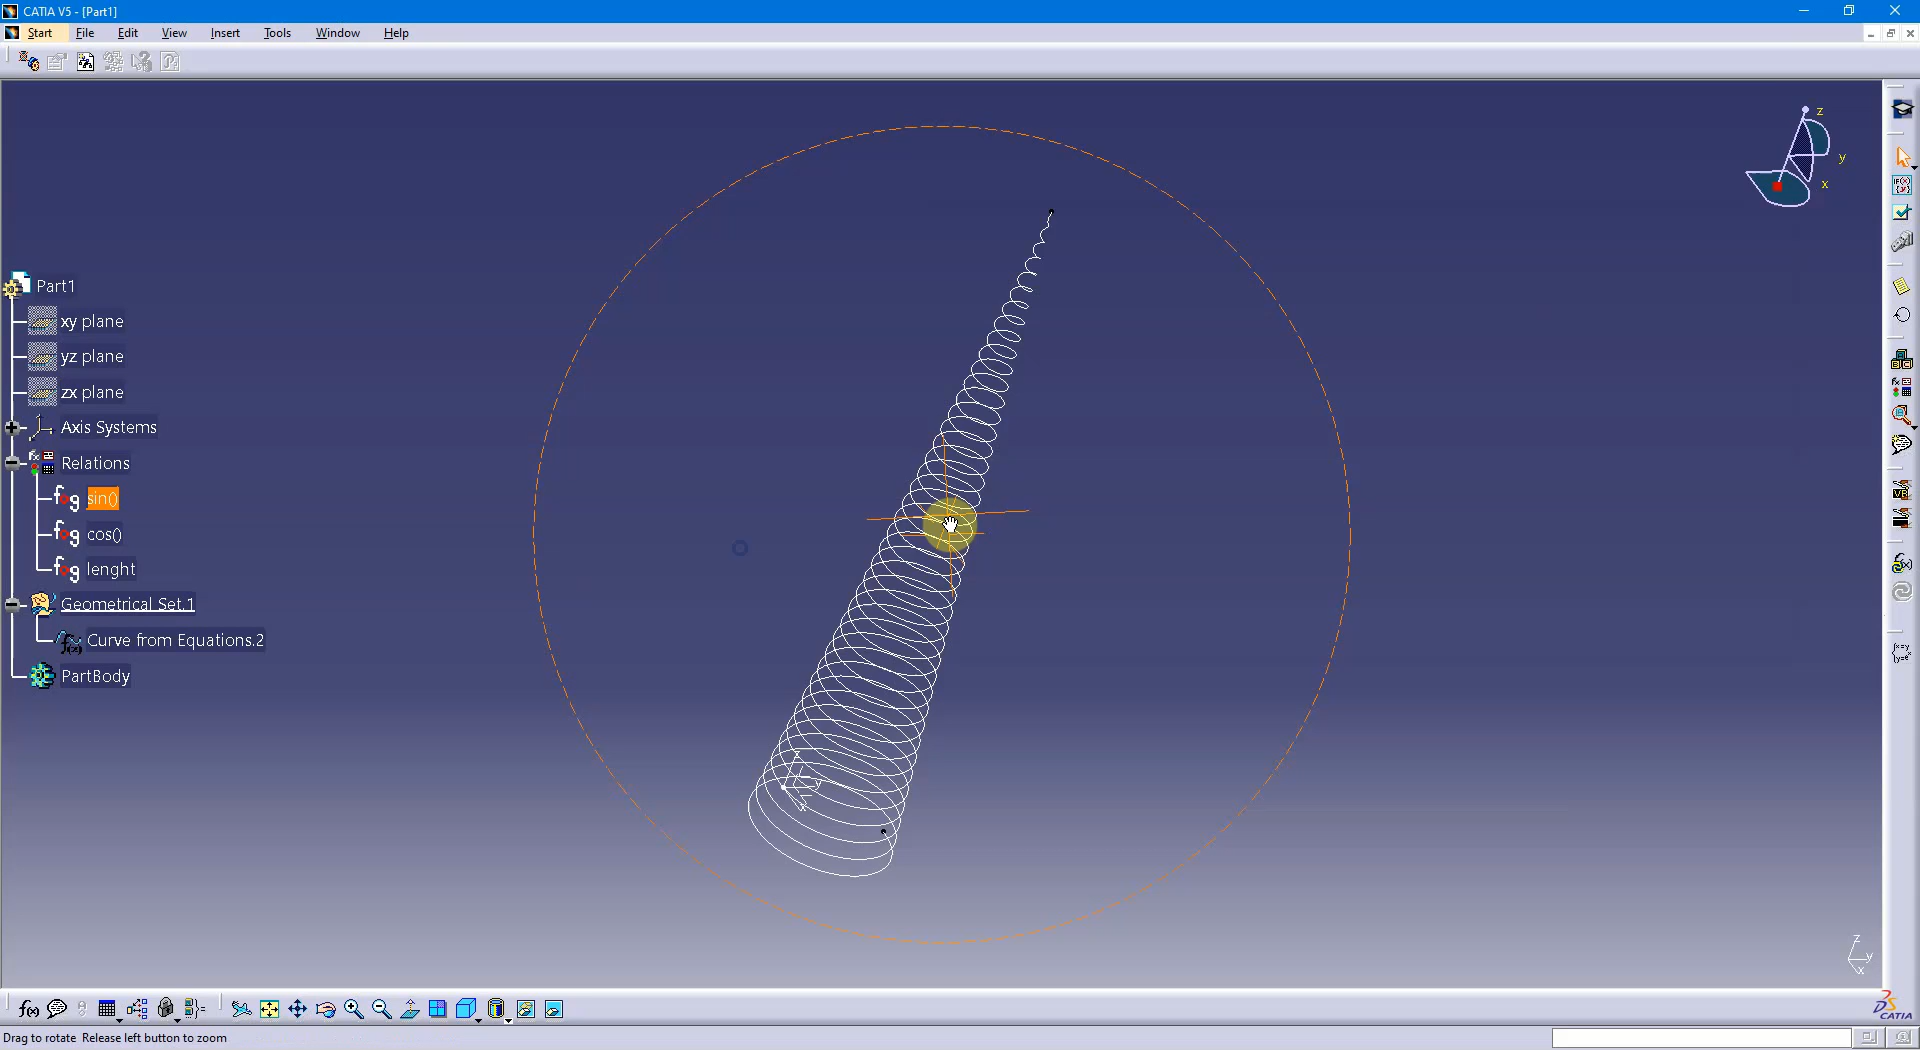 CATIA V5 - [Part1]
Start File Edit View Insert Tools Window Help
z
y
x
Part1
xy plane
yz plane
zx plane
Axis Systems
Relations
sin()
cos()
lenght
Geometrical Set.1
Curve from Equations.2
PartBody
z
y
x
CATIA
Drag to rotate Release left button to zoom